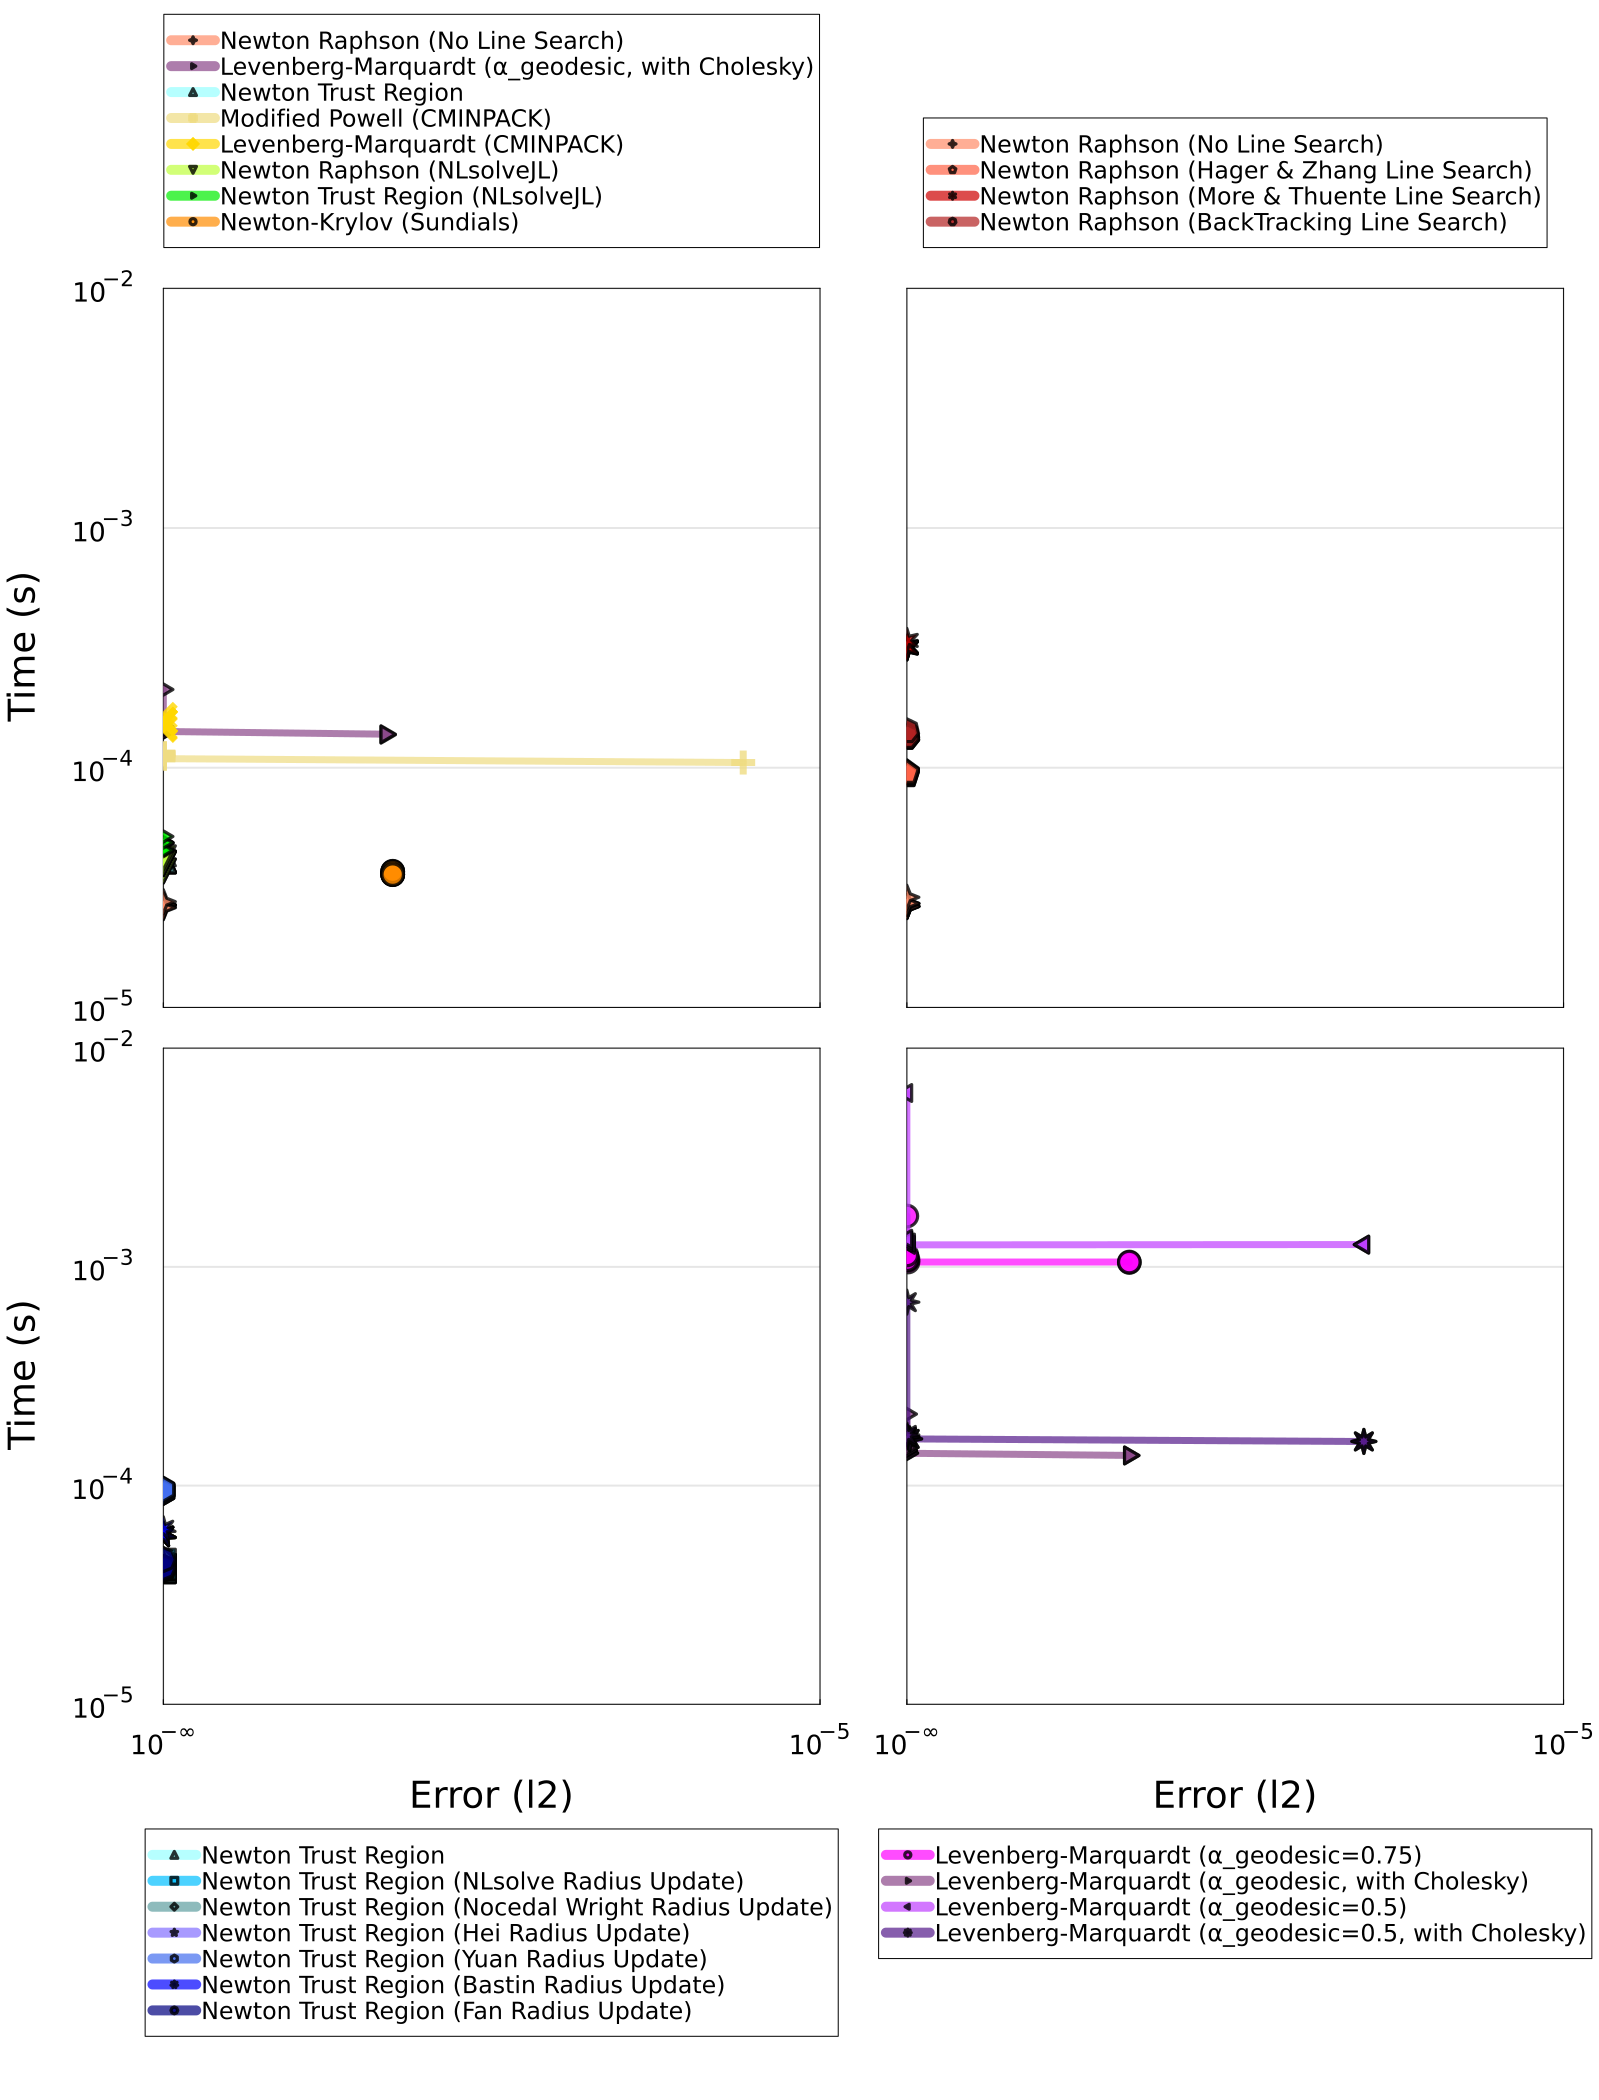 Newton Raphson (No Line Search)
Levenberg-Marquardt (α_geodesic, with Cholesky)
Newton Trust Region
Modified Powell (CMINPACK)
Levenberg-Marquardt (CMINPACK)
Newton Raphson (NLsolveJL)
Newton Trust Region (NLsolveJL)
Newton-Krylov (Sundials)
Newton Raphson (No Line Search)
Newton Raphson (Hager & Zhang Line Search)
Newton Raphson (More & Thuente Line Search)
Newton Raphson (BackTracking Line Search)
10⁻²
10⁻³
10⁻⁴
10⁻⁵
Time (s)
10⁻²
10⁻³
10⁻⁴
10⁻⁵
Time (s)
10^−∞
10⁻⁵
10^−∞
10⁻⁵
Error (l2)
Error (l2)
Newton Trust Region
Newton Trust Region (NLsolve Radius Update)
Newton Trust Region (Nocedal Wright Radius Update)
Newton Trust Region (Hei Radius Update)
Newton Trust Region (Yuan Radius Update)
Newton Trust Region (Bastin Radius Update)
Newton Trust Region (Fan Radius Update)
Levenberg-Marquardt (α_geodesic=0.75)
Levenberg-Marquardt (α_geodesic, with Cholesky)
Levenberg-Marquardt (α_geodesic=0.5)
Levenberg-Marquardt (α_geodesic=0.5, with Cholesky)